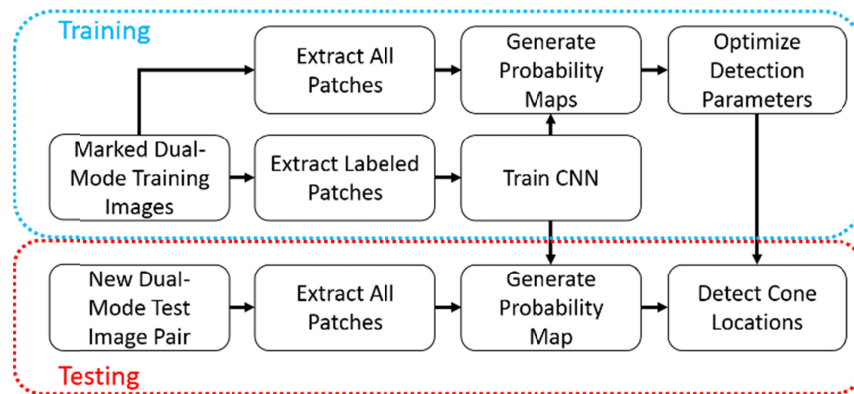 Training
Extract All
Patches
Generate
Probability
Maps
Optimize
Detection
Parameters
Marked Dual-
Mode Training
Images
Extract Labeled
Patches
Train CNN
New Dual-
Mode Test
Image Pair
Extract All
Patches
Generate
Probability
Map
Detect Cone
Locations
Testing